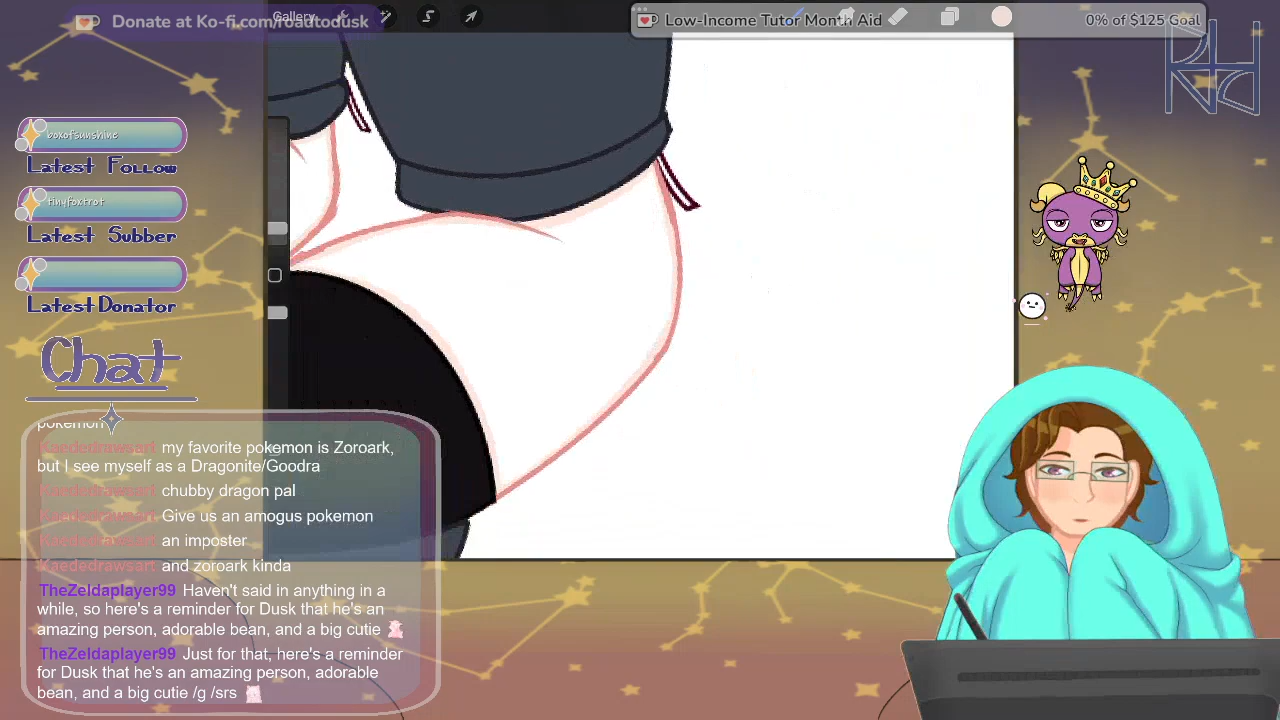 Donate at Ko-fi.com/roadtodusk
Gallery
Low-Income Tutor Month Aid
0% of $125 Goal
boxofsunshine
Latest Follow
tinyfoxtrot
Latest Subber
Latest Donator
Chat
pokemon
Kaededrawsart my favorite pokemon is Zoroark,
but I see myself as a Dragonite/Goodra
Kaededrawsart chubby dragon pal
Kaededrawsart Give us an amogus pokemon
Kaededrawsart an imposter
Kaededrawsart and zoroark kinda
TheZeldaplayer99 Haven't said in anything in a
while, so here's a reminder for Dusk that he's an
amazing person, adorable bean, and a big cutie
TheZeldaplayer99 Just for that, here's a reminder
for Dusk that he's an amazing person, adorable
bean, and a big cutie /g /srs